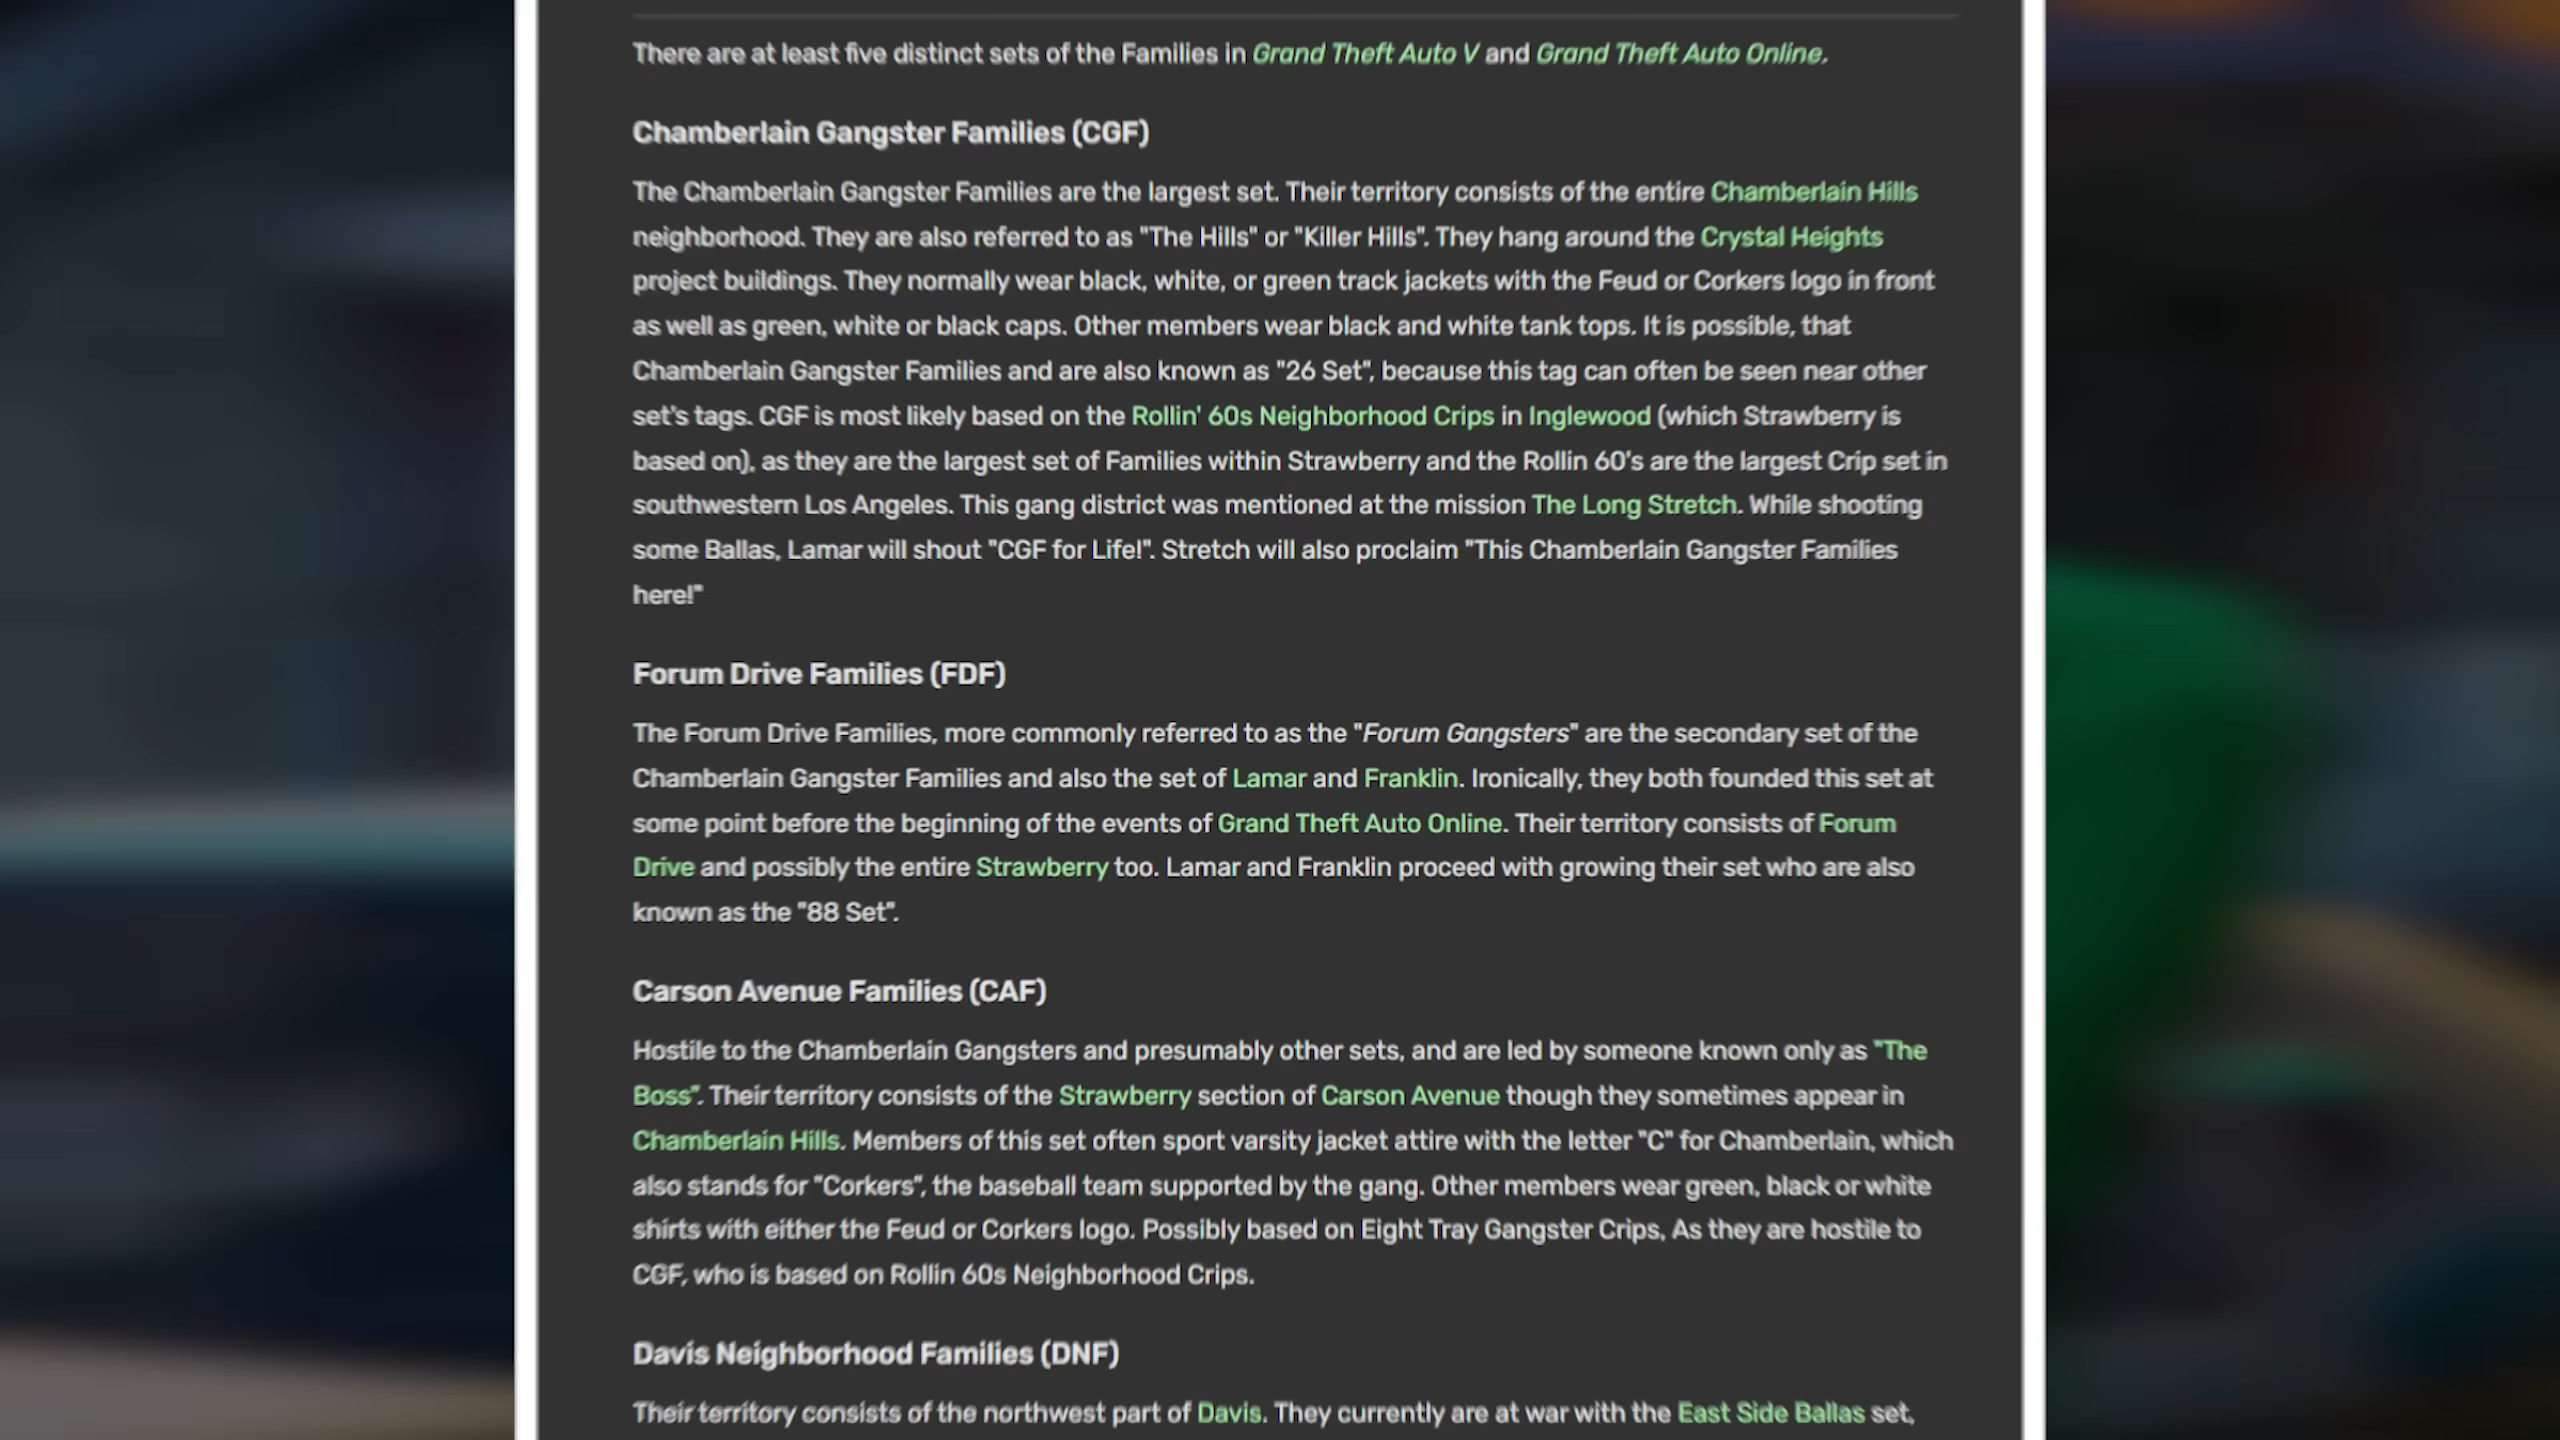 There are at least five distinct sets of the Families in Grand Theft Auto V and Grand Theft Auto Online.
Chamberlain Gangster Families (CGF)
The Chamberlain Gangster Families are the largest set. Their territory consists of the entire Chamberlain Hills
neighborhood. They are also referred to as "The Hills" or "Killer Hills". They hang around the Crystal Heights
project buildings. They normally wear black, white, or green track jackets with the Feud or Corkers logo in front
as well as green, white or black caps. Other members wear black and white tank tops. It is possible, that
Chamberlain Gangster Families and are also known as "26 Set", because this tag can often be seen near other
set's tags. CGF is most likely based on the Rollin' 60s Neighborhood Crips in Inglewood (which Strawberry is
based on), as they are the largest set of Families within Strawberry and the Rollin 60's are the largest Crip set in
southwestern Los Angeles. This gang district was mentioned at the mission The Long Stretch. While shooting
some Ballas, Lamar will shout "CGF for Life!". Stretch will also proclaim "This Chamberlain Gangster Families
here!"
Forum Drive Families (FDF)
The Forum Drive Families, more commonly referred to as the "Forum Gangsters" are the secondary set of the
Chamberlain Gangster Families and also the set of Lamar and Franklin. Ironically, they both founded this set at
some point before the beginning of the events of Grand Theft Auto Online. Their territory consists of Forum
Drive and possibly the entire Strawberry too. Lamar and Franklin proceed with growing their set who are also
known as the "88 Set".
Carson Avenue Families (CAF)
Hostile to the Chamberlain Gangsters and presumably other sets, and are led by someone known only as "The
Boss". Their territory consists of the Strawberry section of Carson Avenue though they sometimes appear in
Chamberlain Hills. Members of this set often sport varsity jacket attire with the letter "C" for Chamberlain, which
also stands for "Corkers", the baseball team supported by the gang. Other members wear green, black or white
shirts with either the Feud or Corkers logo. Possibly based on Eight Tray Gangster Crips, As they are hostile to
CGF, who is based on Rollin 60s Neighborhood Crips.
Davis Neighborhood Families (DNF)
Their territory consists of the northwest part of Davis. They currently are at war with the East Side Ballas set,